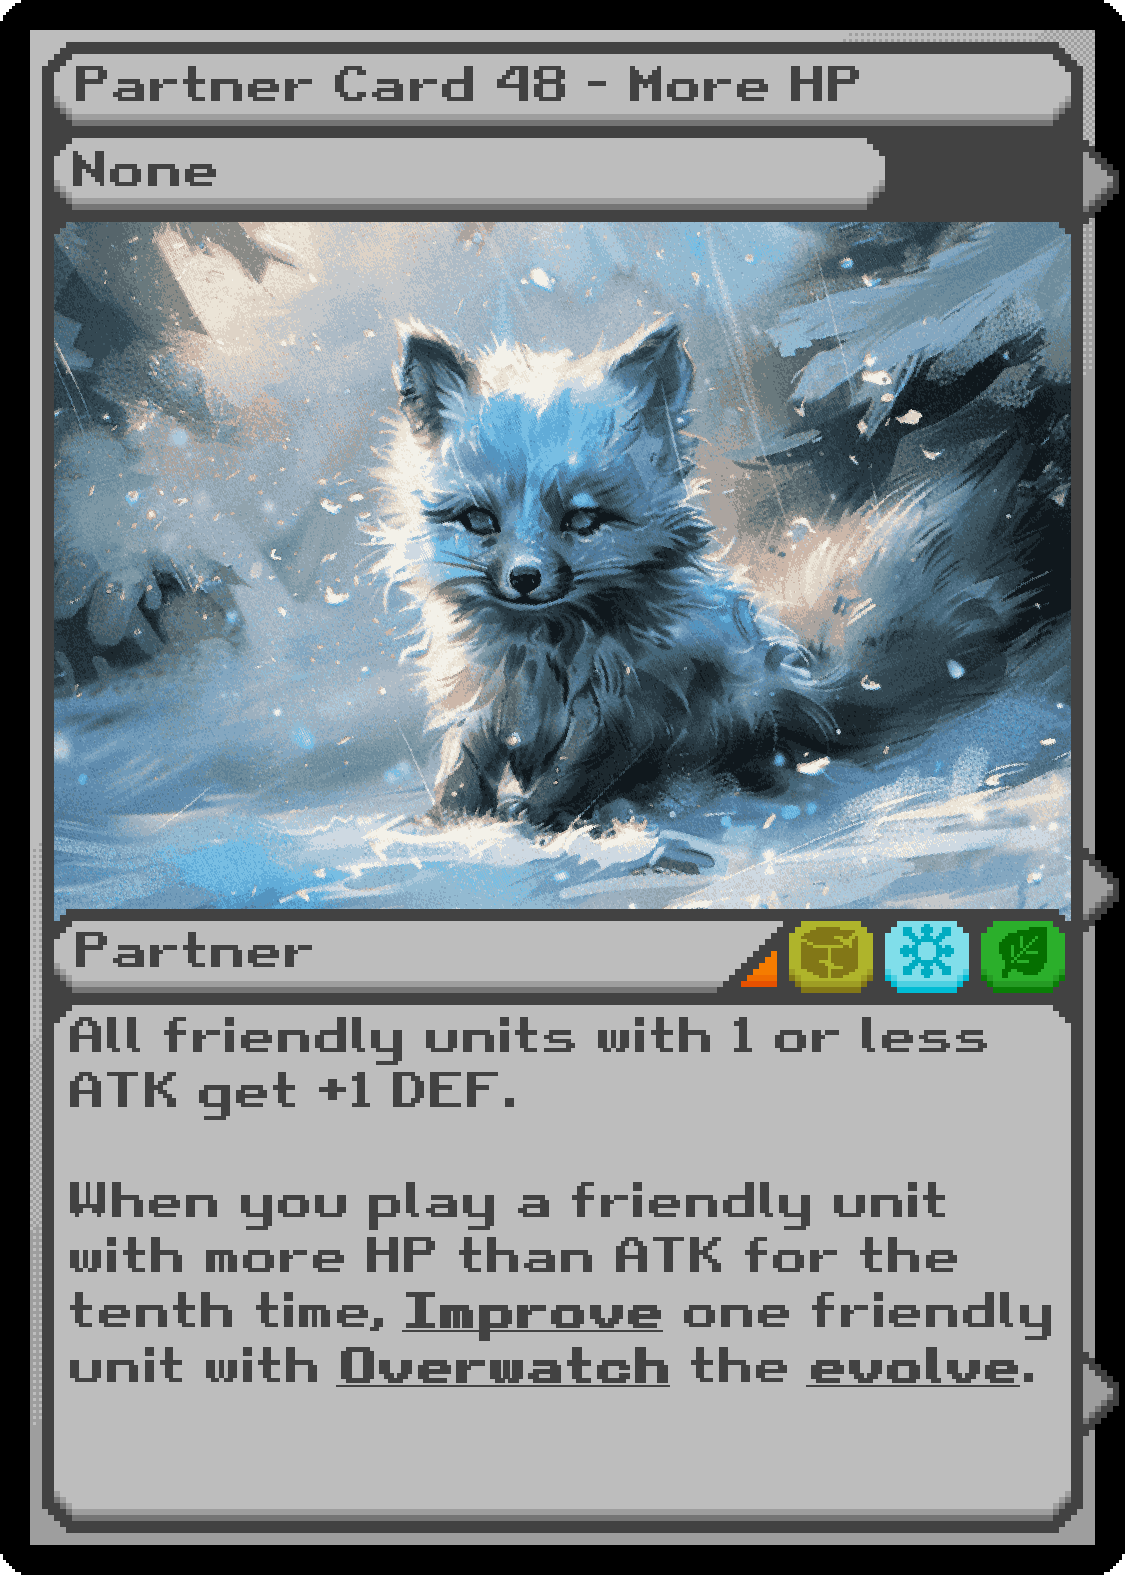 Partner Card 48 - More HP
None
Partner
All friendly units with 1 or less
ATK get +1 DEF.
When you play a friendly unit
with more HP than ATK for the
tenth time, Improve one friendly
unit with Overwatch the evolve.